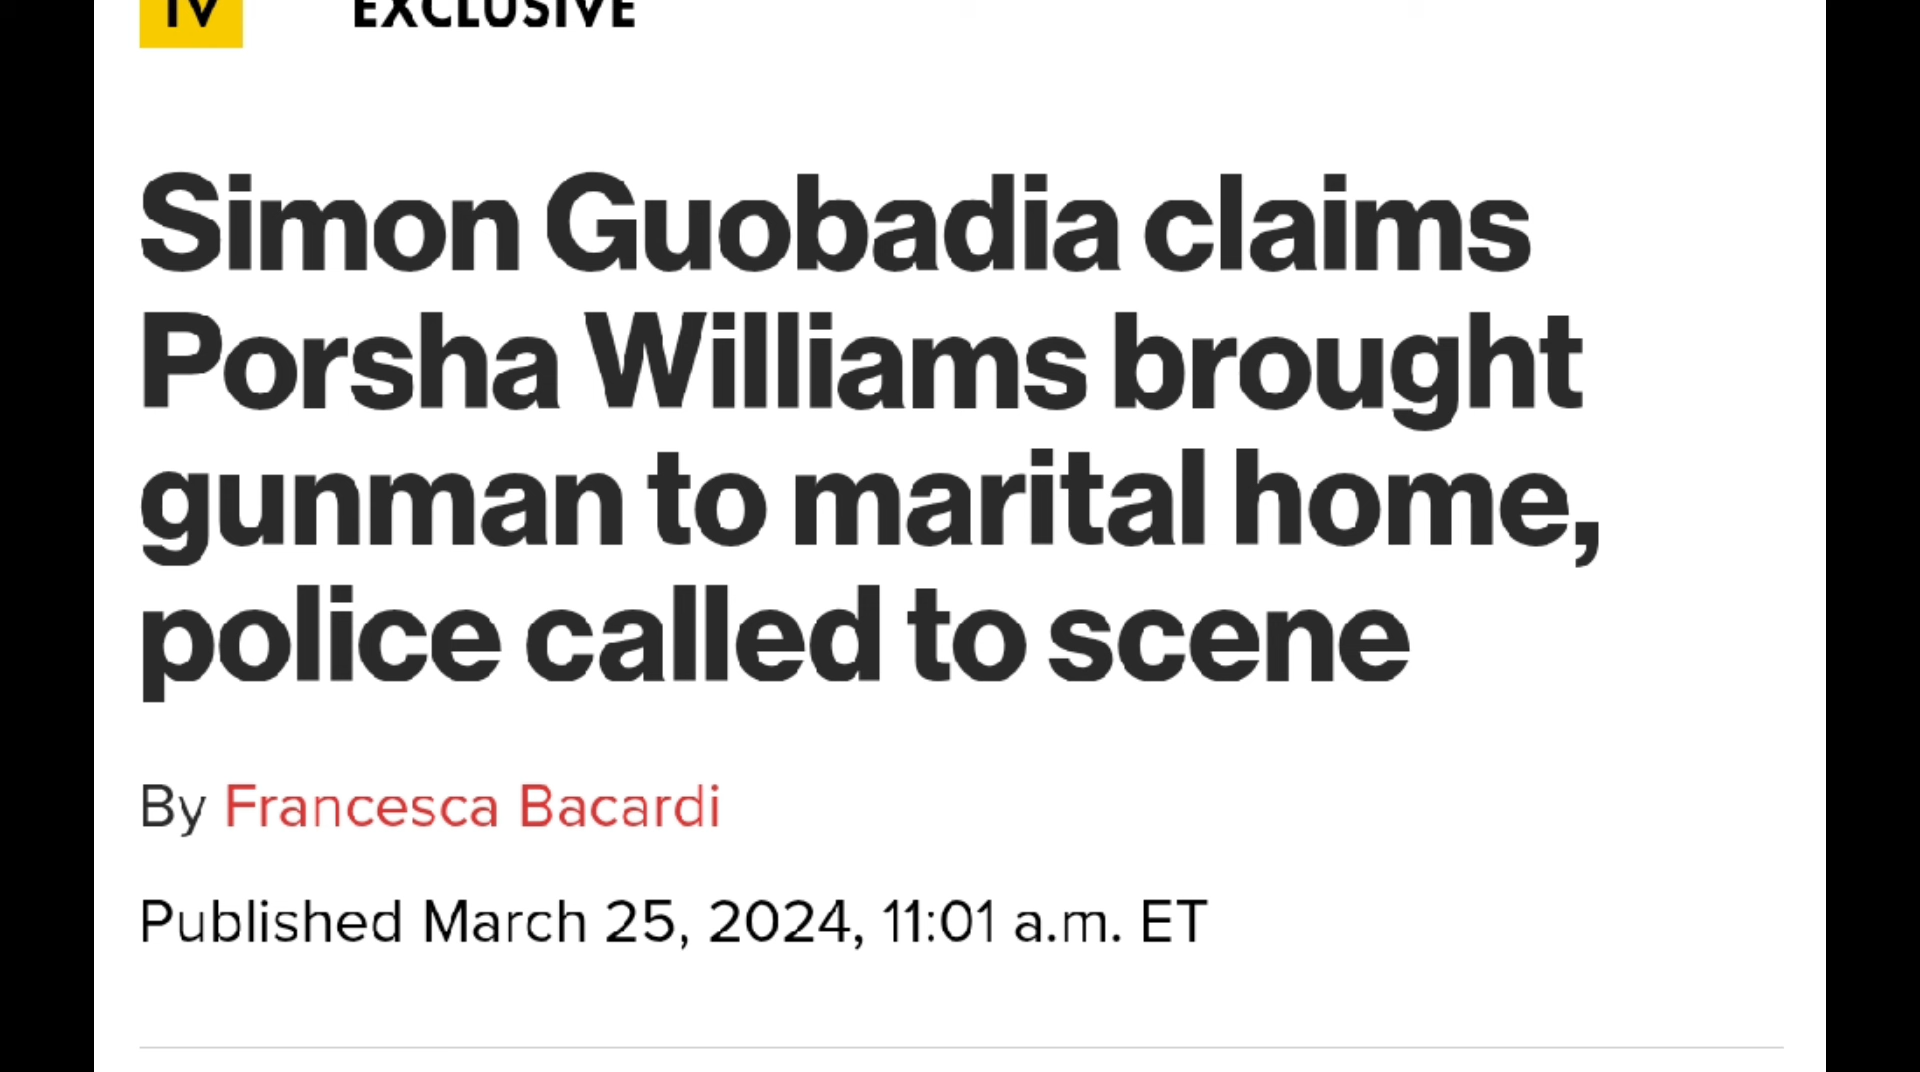 TV EXCLUSIVE
Simon Guobadia claims
Porsha Williams brought
gunman to marital home,
police called to scene
By Francesca Bacardi
Published March 25, 2024, 11:01 a.m. ET